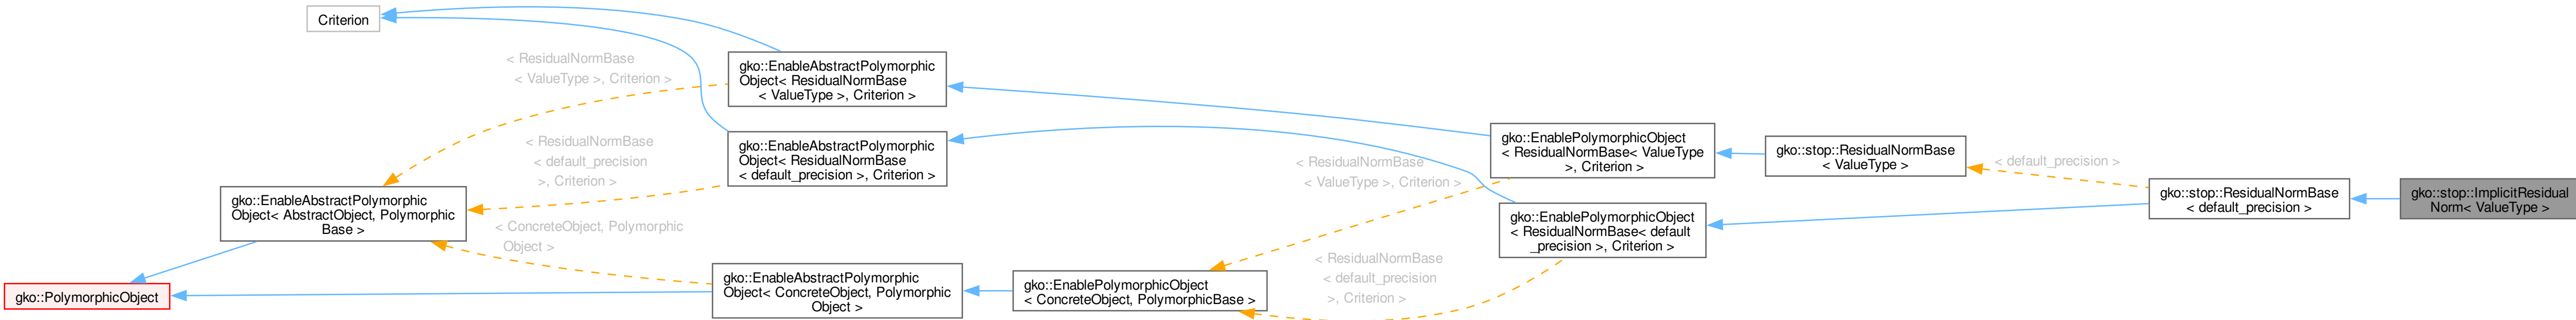 Criterion
< ResidualNormBase
< ValueType >, Criterion >
gko::EnableAbstractPolymorphic
Object< ResidualNormBase
< ValueType >, Criterion >
< ResidualNormBase
< default_precision
>, Criterion >
gko::EnableAbstractPolymorphic
Object< ResidualNormBase
< default_precision >, Criterion >
gko::EnableAbstractPolymorphic
Object< AbstractObject, Polymorphic
Base >
< ConcreteObject, Polymorphic
Object >
gko::PolymorphicObject
gko::EnableAbstractPolymorphic
Object< ConcreteObject, Polymorphic
Object >
gko::EnablePolymorphicObject
< ConcreteObject, PolymorphicBase >
< ResidualNormBase
< ValueType >, Criterion >
< ResidualNormBase
< default_precision
>, Criterion >
gko::EnablePolymorphicObject
< ResidualNormBase< ValueType
>, Criterion >
gko::EnablePolymorphicObject
< ResidualNormBase< default
_precision >, Criterion >
gko::stop::ResidualNormBase
< ValueType >
< default_precision >
gko::stop::ResidualNormBase
< default_precision >
gko::stop::ImplicitResidual
Norm< ValueType >